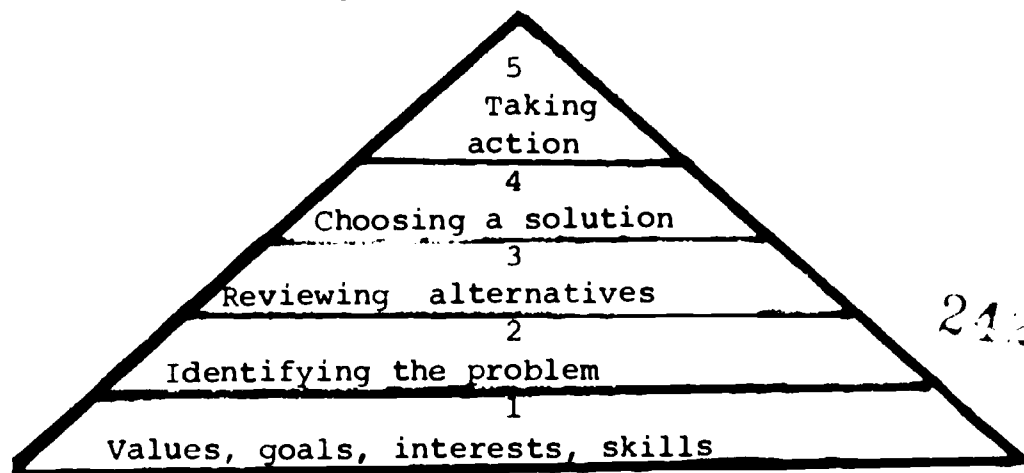 5
Taking
action
4
Choosing a solution
3
Reviewing alternatives
2
Identifying the problem
1
Values, goals, interests, skills